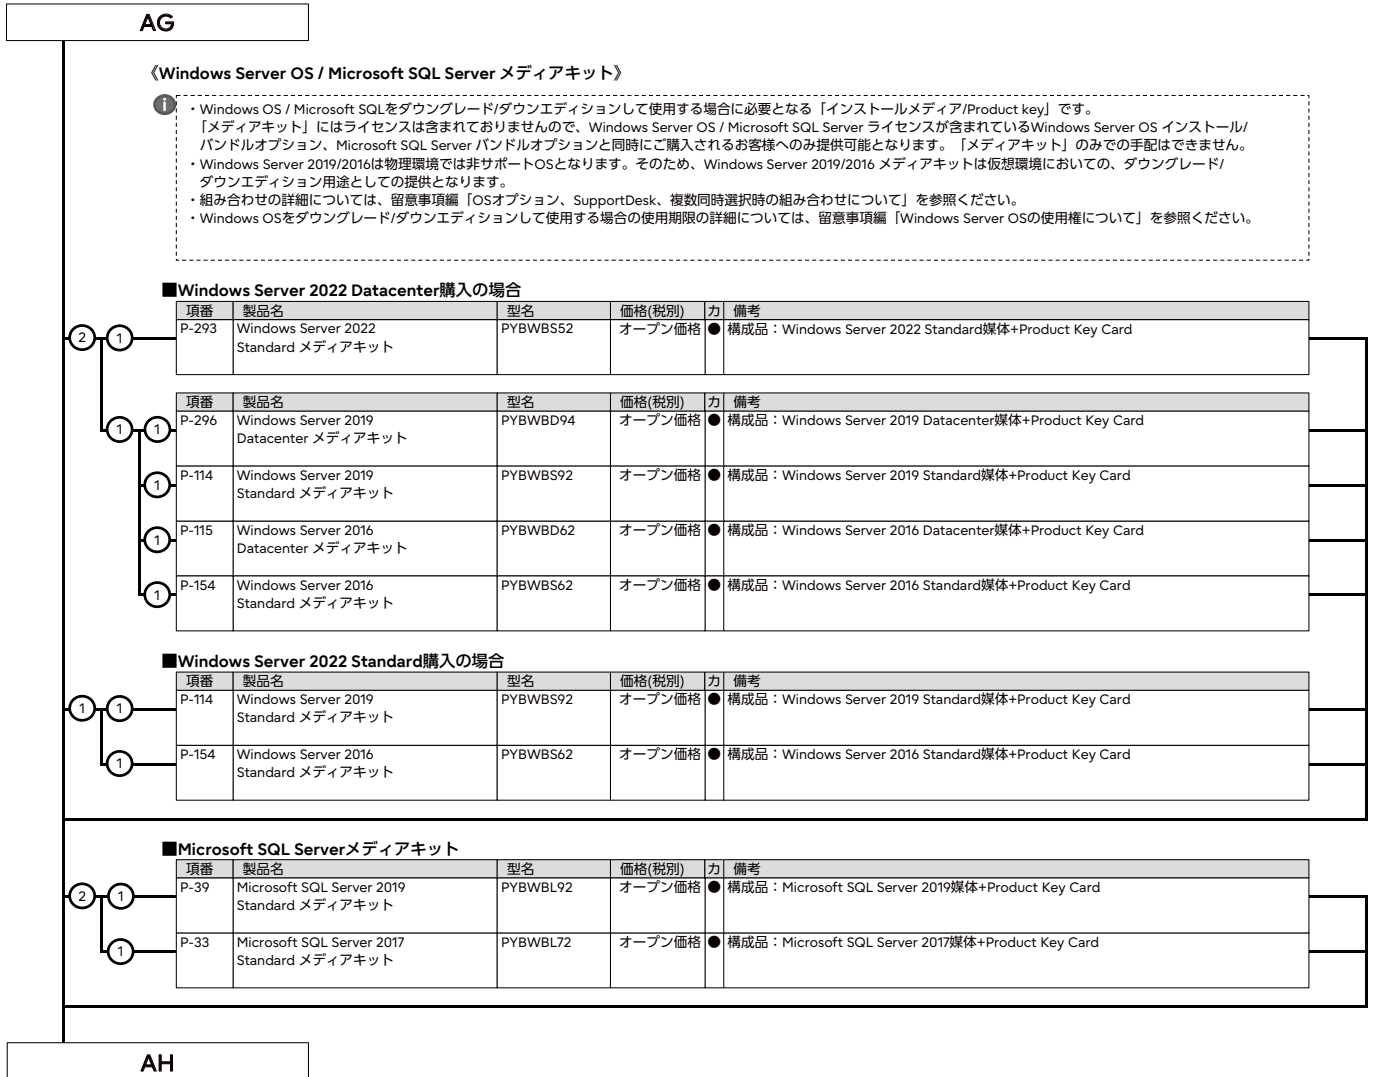 AG
《Windows Server OS / Microsoft SQL Server メディアキット》
i
・Windows OS / Microsoft SQLをダウングレード/ダウンエディションして使用する場合に必要となる「インストールメディア/Product key」です。
「メディアキット」にはライセンスは含まれておりませんので、Windows Server OS / Microsoft SQL Server ライセンスが含まれているWindows Server OS インストール/
バンドルオプション、Microsoft SQL Server バンドルオプションと同時にご購入されるお客様へのみ提供可能となります。「メディアキット」のみでの手配はできません。
・Windows Server 2019/2016は物理環境では非サポートOSとなります。そのため、Windows Server 2019/2016 メディアキットは仮想環境においての、ダウングレード/
ダウンエディション用途としての提供となります。
・組み合わせの詳細については、留意事項編「OSオプション、SupportDesk、複数同時選択時の組み合わせについて」を参照ください。
・Windows OSをダウングレード/ダウンエディションして使用する場合の使用期限の詳細については、留意事項編「Windows Server OSの使用権について」を参照ください。
■Windows Server 2022 Datacenter購入の場合
項番 製品名 型名 価格(税別) カ 備考
2 1 P-293 Windows Server 2022 PYBWBS52 オープン価格 ● 構成品：Windows Server 2022 Standard媒体+Product Key Card
Standard メディアキット
項番 製品名 型名 価格(税別) カ 備考
1 1 P-296 Windows Server 2019 PYBWBD94 オープン価格 ● 構成品：Windows Server 2019 Datacenter媒体+Product Key Card
Datacenter メディアキット
1 P-114 Windows Server 2019 PYBWBS92 オープン価格 ● 構成品：Windows Server 2019 Standard媒体+Product Key Card
Standard メディアキット
1 P-115 Windows Server 2016 PYBWBD62 オープン価格 ● 構成品：Windows Server 2016 Datacenter媒体+Product Key Card
Datacenter メディアキット
1 P-154 Windows Server 2016 PYBWBS62 オープン価格 ● 構成品：Windows Server 2016 Standard媒体+Product Key Card
Standard メディアキット
■Windows Server 2022 Standard購入の場合
項番 製品名 型名 価格(税別) カ 備考
1 1 P-114 Windows Server 2019 PYBWBS92 オープン価格 ● 構成品：Windows Server 2019 Standard媒体+Product Key Card
Standard メディアキット
1 P-154 Windows Server 2016 PYBWBS62 オープン価格 ● 構成品：Windows Server 2016 Standard媒体+Product Key Card
Standard メディアキット
■Microsoft SQL Serverメディアキット
項番 製品名 型名 価格(税別) カ 備考
2 1 P-39 Microsoft SQL Server 2019 PYBWBL92 オープン価格 ● 構成品：Microsoft SQL Server 2019媒体+Product Key Card
Standard メディアキット
1 P-33 Microsoft SQL Server 2017 PYBWBL72 オープン価格 ● 構成品：Microsoft SQL Server 2017媒体+Product Key Card
Standard メディアキット
AH